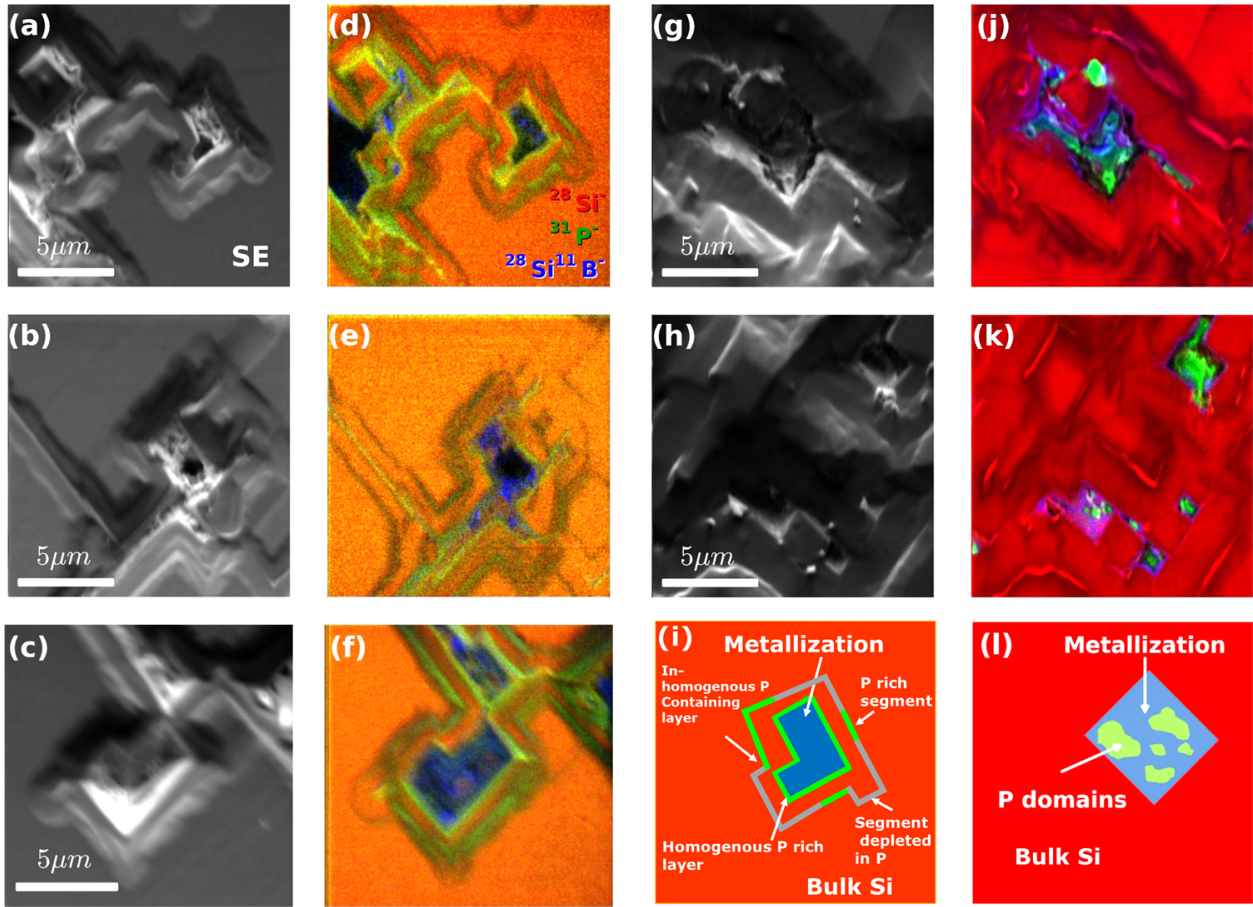 (a)
5μm
SE
(d)
²⁸Si⁻
³¹P⁻
²⁸Si¹¹B⁻
(g)
5μm
(j)
(b)
5μm
(e)
(h)
5μm
(k)
(c)
5μm
(f)
(i)
Metallization
In-
homogenous P
Containing
layer
P rich
segment
Homogenous P rich
layer
Segment
depleted
in P
Bulk Si
(l)
Metallization
P domains
Bulk Si